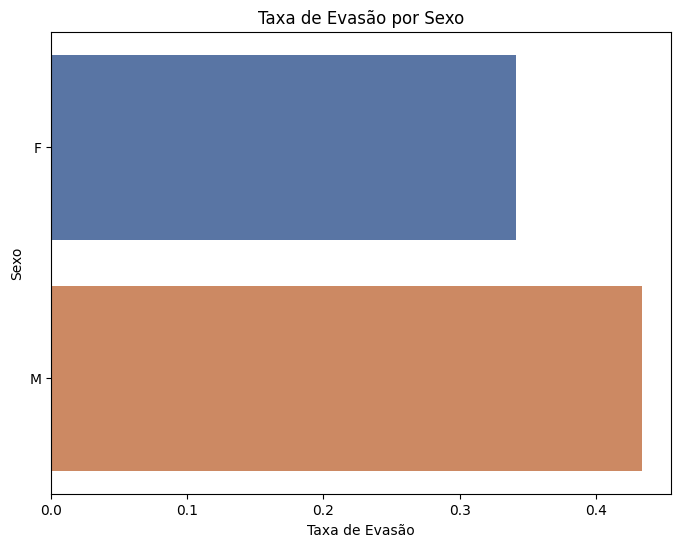 Taxa de Evasão por Sexo
Sexo
F
M
0.0 0.1 0.2 0.3 0.4
Taxa de Evasão